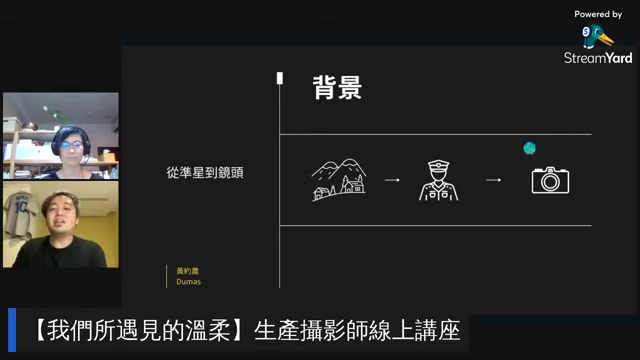 Powered by
StreamYard
背景
從準星到鏡頭
黃約農
Dumas
【我們所遇見的溫柔】生產攝影師線上講座